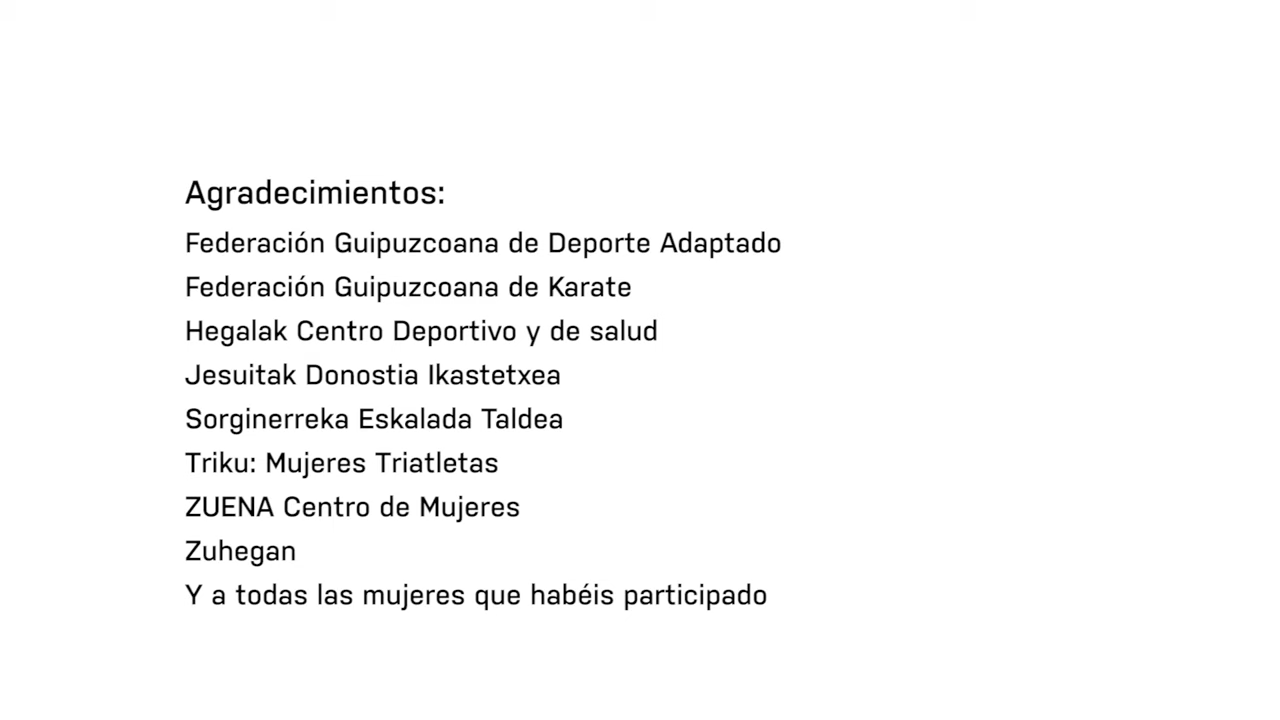 Agradecimientos:
Federación Guipuzcoana de Deporte Adaptado
Federación Guipuzcoana de Karate
Hegalak Centro Deportivo y de salud
Jesuitak Donostia Ikastetxea
Sorginerreka Eskalada Taldea
Triku: Mujeres Triatletas
ZUENA Centro de Mujeres
Zuhegan
Y a todas las mujeres que habéis participado